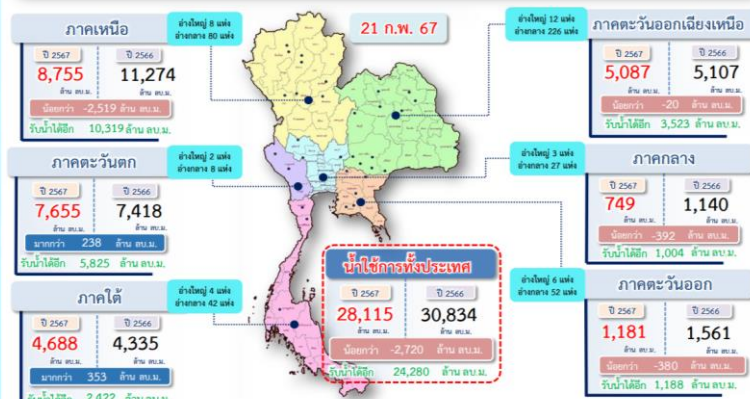 21 ก.พ. 67
ภาคเหนือ
ปี 2567 ปี 2566
8,755 11,274
ล้าน ลบ.ม. ล้าน ลบ.ม.
น้อยกว่า -2,519 ล้าน ลบ.ม.
รับน้ำได้อีก 10,319 ล้าน ลบ.ม.
อ่างใหญ่ 8 แห่ง
อ่างกลาง 80 แห่ง
อ่างใหญ่ 12 แห่ง
อ่างกลาง 226 แห่ง
ภาคตะวันออกเฉียงเหนือ
ปี 2567 ปี 2566
5,087 5,107
ล้าน ลบ.ม. ล้าน ลบ.ม.
น้อยกว่า -20 ล้าน ลบ.ม.
รับน้ำได้อีก 3,523 ล้าน ลบ.ม.
ภาคตะวันตก
ปี 2567 ปี 2566
7,655 7,418
ล้าน ลบ.ม. ล้าน ลบ.ม.
มากกว่า 238 ล้าน ลบ.ม.
รับน้ำได้อีก 5,825 ล้าน ลบ.ม.
อ่างใหญ่ 2 แห่ง
อ่างกลาง 8 แห่ง
อ่างใหญ่ 3 แห่ง
อ่างกลาง 27 แห่ง
ภาคกลาง
ปี 2567 ปี 2566
749 1,140
ล้าน ลบ.ม. ล้าน ลบ.ม.
น้อยกว่า -392 ล้าน ลบ.ม.
รับน้ำได้อีก 1,004 ล้าน ลบ.ม.
ภาคใต้
ปี 2567 ปี 2566
4,688 4,335
ล้าน ลบ.ม. ล้าน ลบ.ม.
มากกว่า 353 ล้าน ลบ.ม.
รับน้ำได้อีก 2,422 ล้าน ลบ.ม.
อ่างใหญ่ 4 แห่ง
อ่างกลาง 42 แห่ง
น้ำใช้การทั้งประเทศ
ปี 2567 ปี 2566
28,115 30,834
ล้าน ลบ.ม. ล้าน ลบ.ม.
น้อยกว่า -2,720 ล้าน ลบ.ม.
รับน้ำได้อีก 24,280 ล้าน ลบ.ม.
อ่างใหญ่ 6 แห่ง
อ่างกลาง 52 แห่ง
ภาคตะวันออก
ปี 2567 ปี 2566
1,181 1,561
ล้าน ลบ.ม. ล้าน ลบ.ม.
น้อยกว่า -380 ล้าน ลบ.ม.
รับน้ำได้อีก 1,188 ล้าน ลบ.ม.